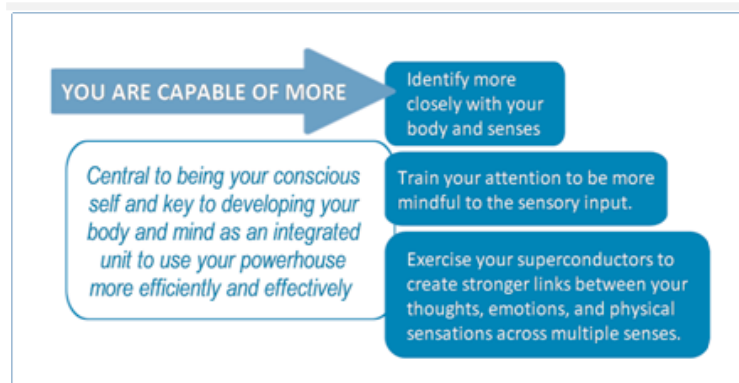 YOU ARE CAPABLE OF MORE
Identify more
closely with your
body and senses
Central to being your conscious
self and key to developing your
body and mind as an integrated
unit to use your powerhouse
more efficiently and effectively
Train your attention to be more
mindful to the sensory input.
Exercise your superconductors to
create stronger links between your
thoughts, emotions, and physical
sensations across multiple senses.